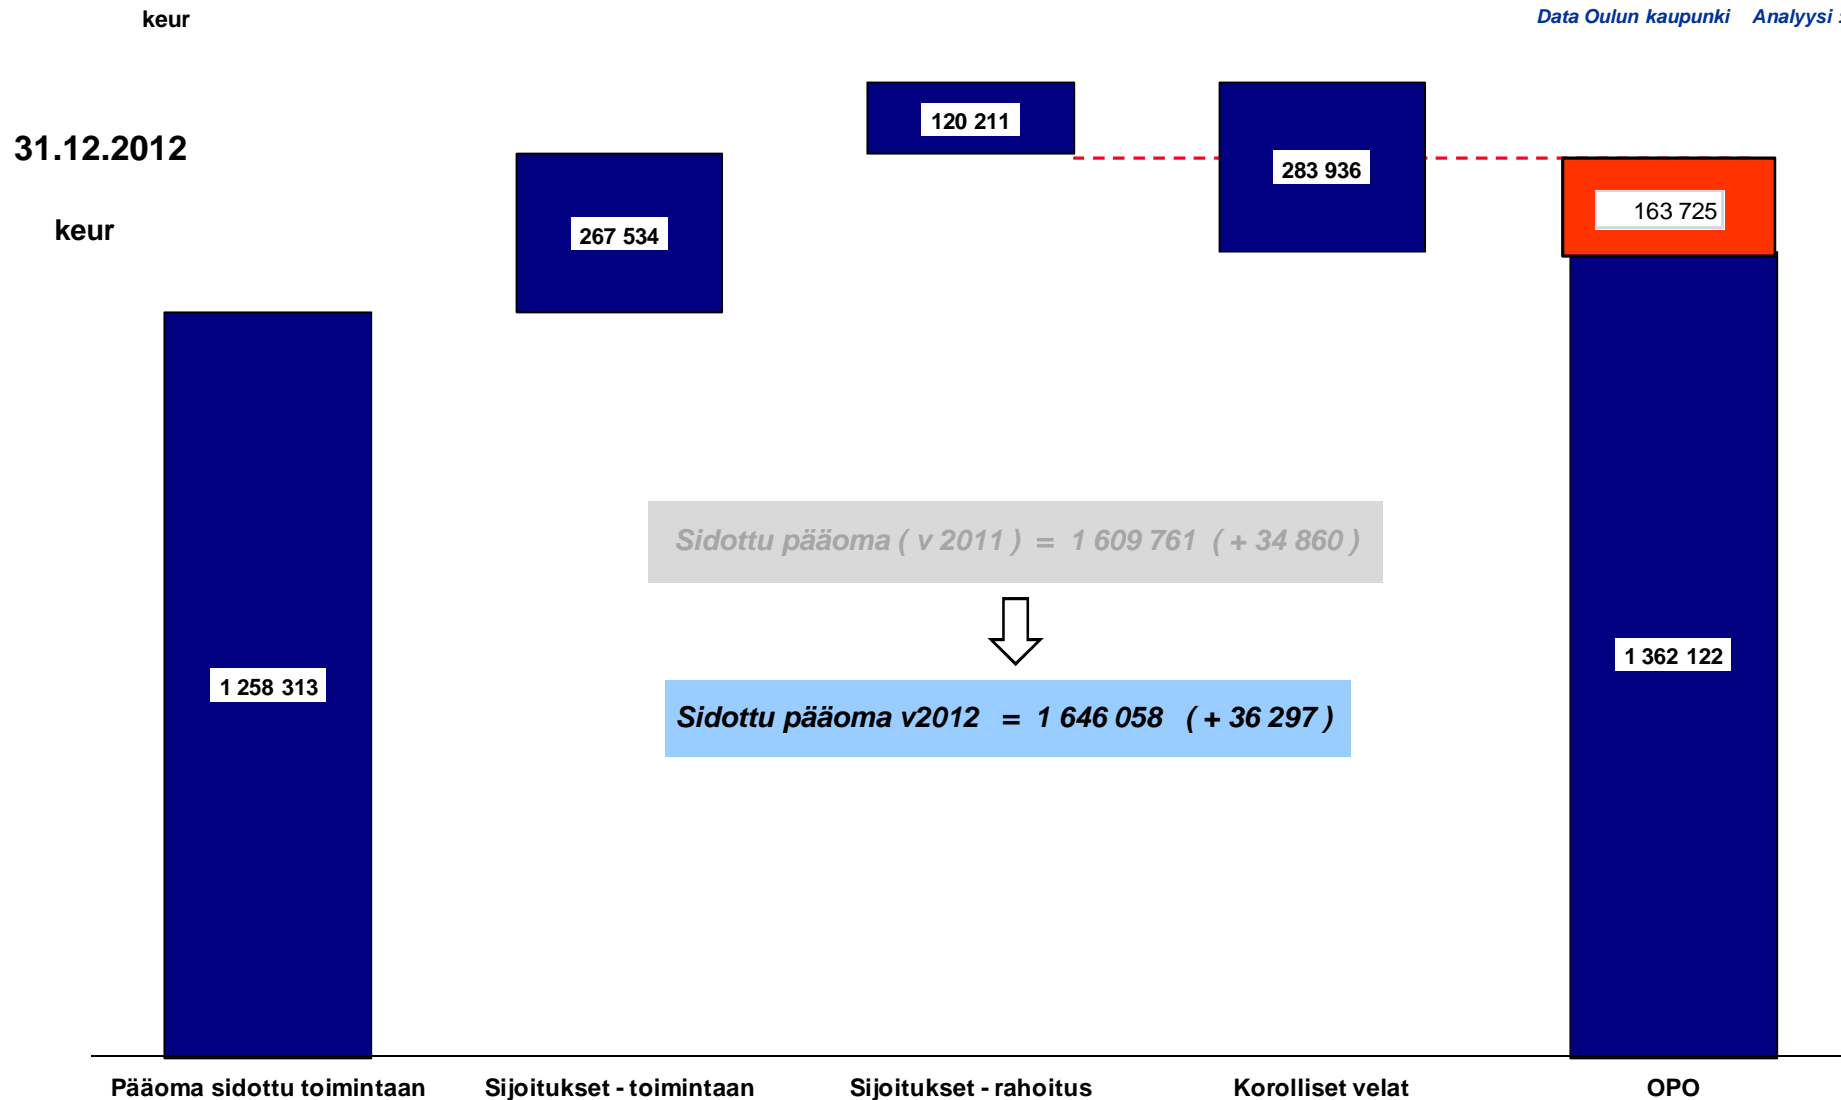 keur
Data Oulun kaupunki Analyysi :
31.12.2012
keur
120 211
283 936
163 725
267 534
Sidottu pääoma ( v 2011 ) = 1 609 761 ( + 34 860 )
1 258 313
1 362 122
Sidottu pääoma v2012 = 1 646 058 ( + 36 297 )
Pääoma sidottu toimintaan
Sijoitukset - toimintaan
Sijoitukset - rahoitus
Korolliset velat
OPO